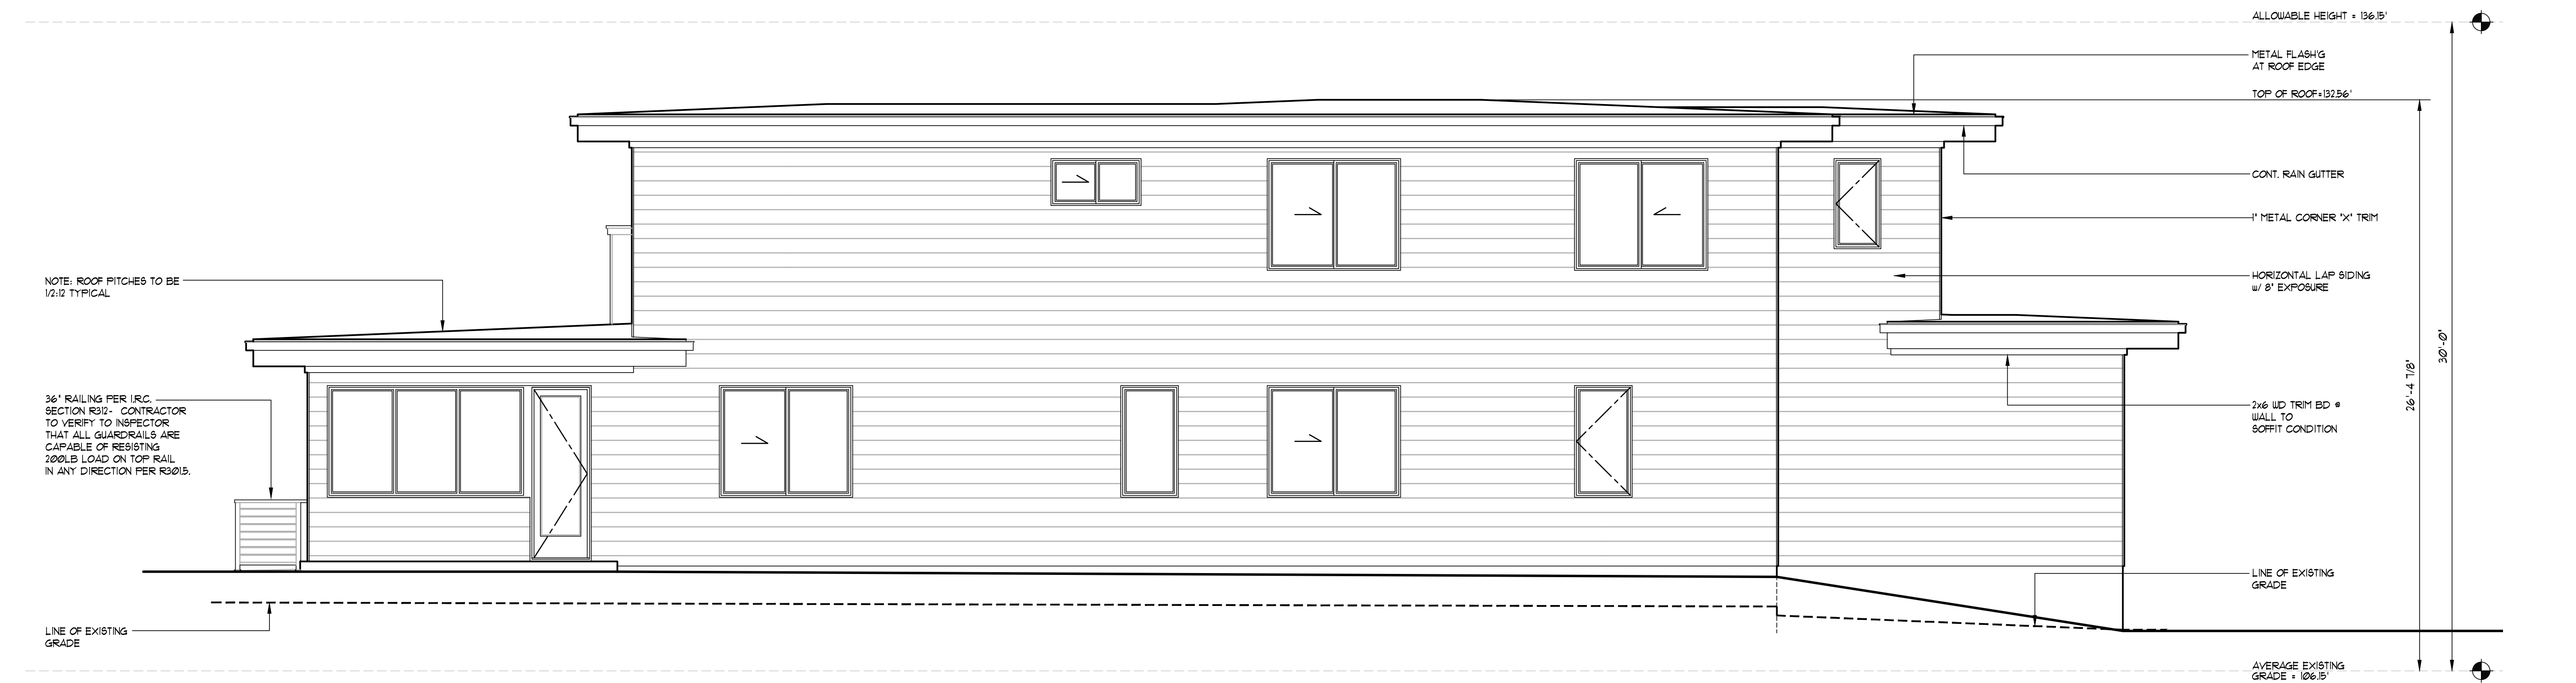 ALLOWABLE HEIGHT = 136.15'
METAL FLASH'G
AT ROOF EDGE
TOP OF ROOF=132.56'
CONT. RAIN GUTTER
1" METAL CORNER "X" TRIM
HORIZONTAL LAP SIDING
w/ 8" EXPOSURE
NOTE: ROOF PITCHES TO BE
1/2:12 TYPICAL
36" RAILING PER I.R.C.
SECTION R312- CONTRACTOR
TO VERIFY TO INSPECTOR
THAT ALL GUARDRAILS ARE
CAPABLE OF RESISTING
200LB LOAD ON TOP RAIL
IN ANY DIRECTION PER R301.5.
2x6 WD TRIM BD @
WALL TO
SOFFIT CONDITION
26'-4 7/8"
30'-0"
LINE OF EXISTING
GRADE
LINE OF EXISTING
GRADE
AVERAGE EXISTING
GRADE = 106.15'